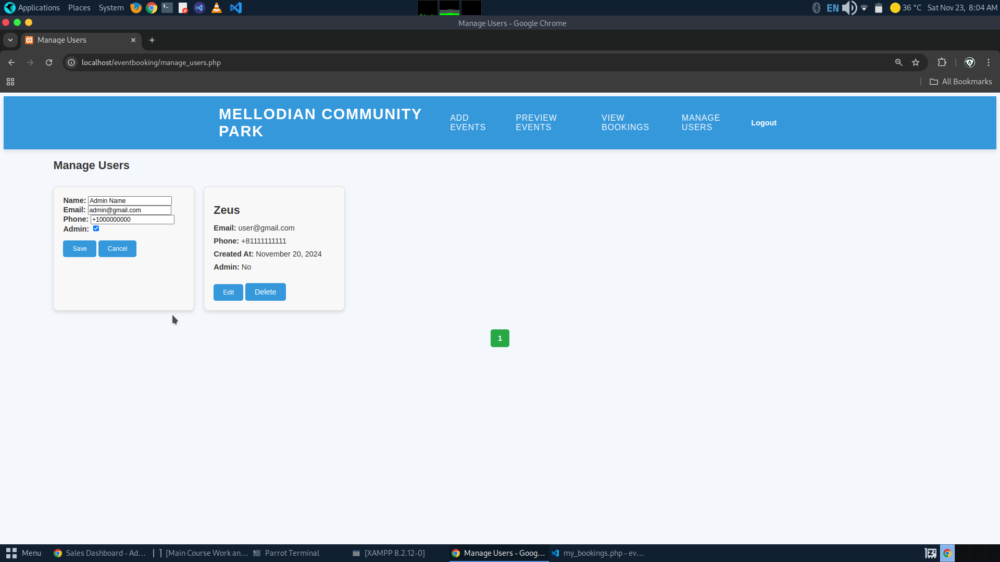 Applications Places System
EN 36 °C Sat Nov 23, 8:04 AM
Manage Users - Google Chrome
Manage Users
localhost/eventbooking/manage_users.php
All Bookmarks
MELLODIAN COMMUNITY
PARK
ADD
EVENTS
PREVIEW
EVENTS
VIEW
BOOKINGS
MANAGE
USERS
Logout
Manage Users
Name: Admin Name
Email: admin@gmail.com
Phone: +1000000000
Admin:
Save Cancel
Zeus
Email: user@gmail.com
Phone: +81111111111
Created At: November 20, 2024
Admin: No
Edit Delete
1
Menu Sales Dashboard - Ad... [Main Course Work an... Parrot Terminal [XAMPP 8.2.12-0] Manage Users - Goog... my_bookings.php - ev...